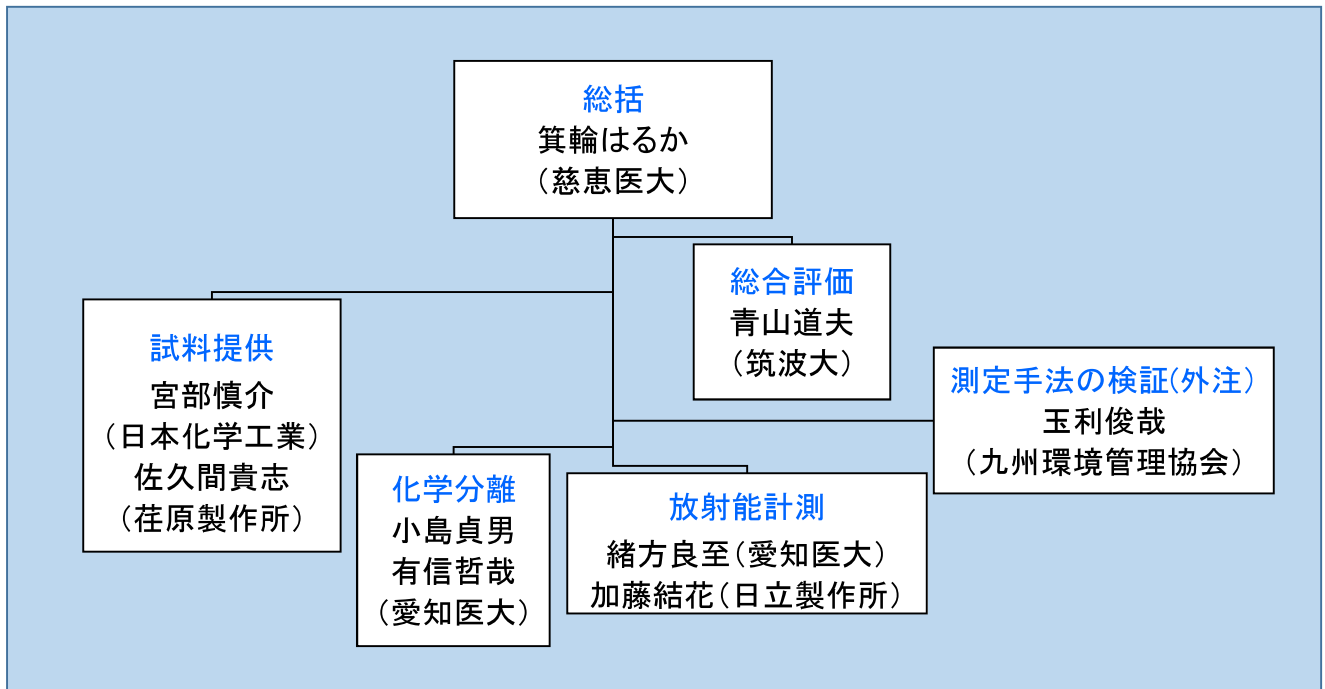 総括
箕輪はるか
（慈恵医大）
総合評価
青山道夫
（筑波大）
試料提供
宮部慎介
（日本化学工業）
佐久間貴志
（荏原製作所）
測定手法の検証（外注）
玉利俊哉
（九州環境管理協会）
化学分離
小島貞男
有信哲哉
（愛知医大）
放射能計測
緒方良至（愛知医大）
加藤結花（日立製作所）